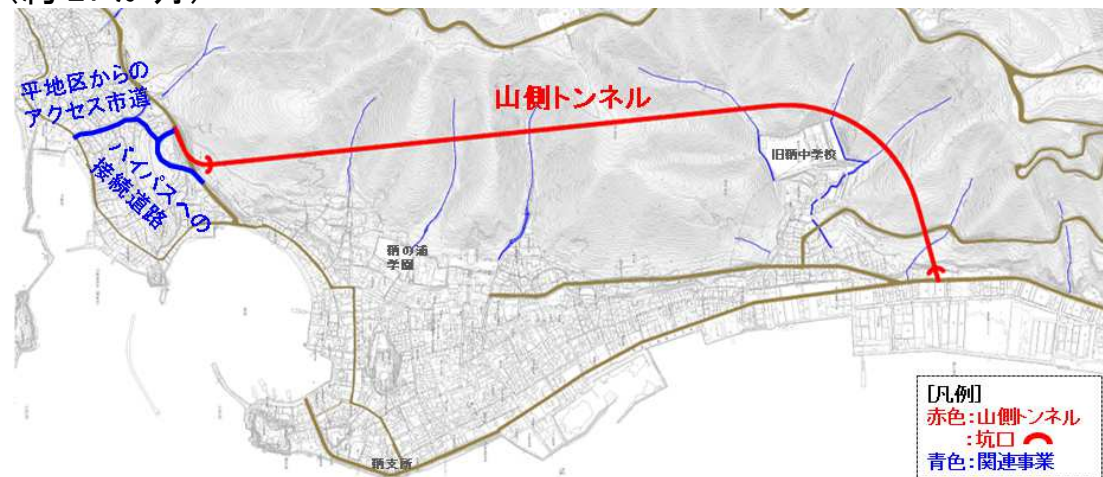 平地区からの
アクセス市道
バイパスへの
接続道路
山側トンネル
旧鞆中学校
鞆の浦
学園
鞆支所
[凡例]
赤色:山側トンネル
:坑口
青色:関連事業